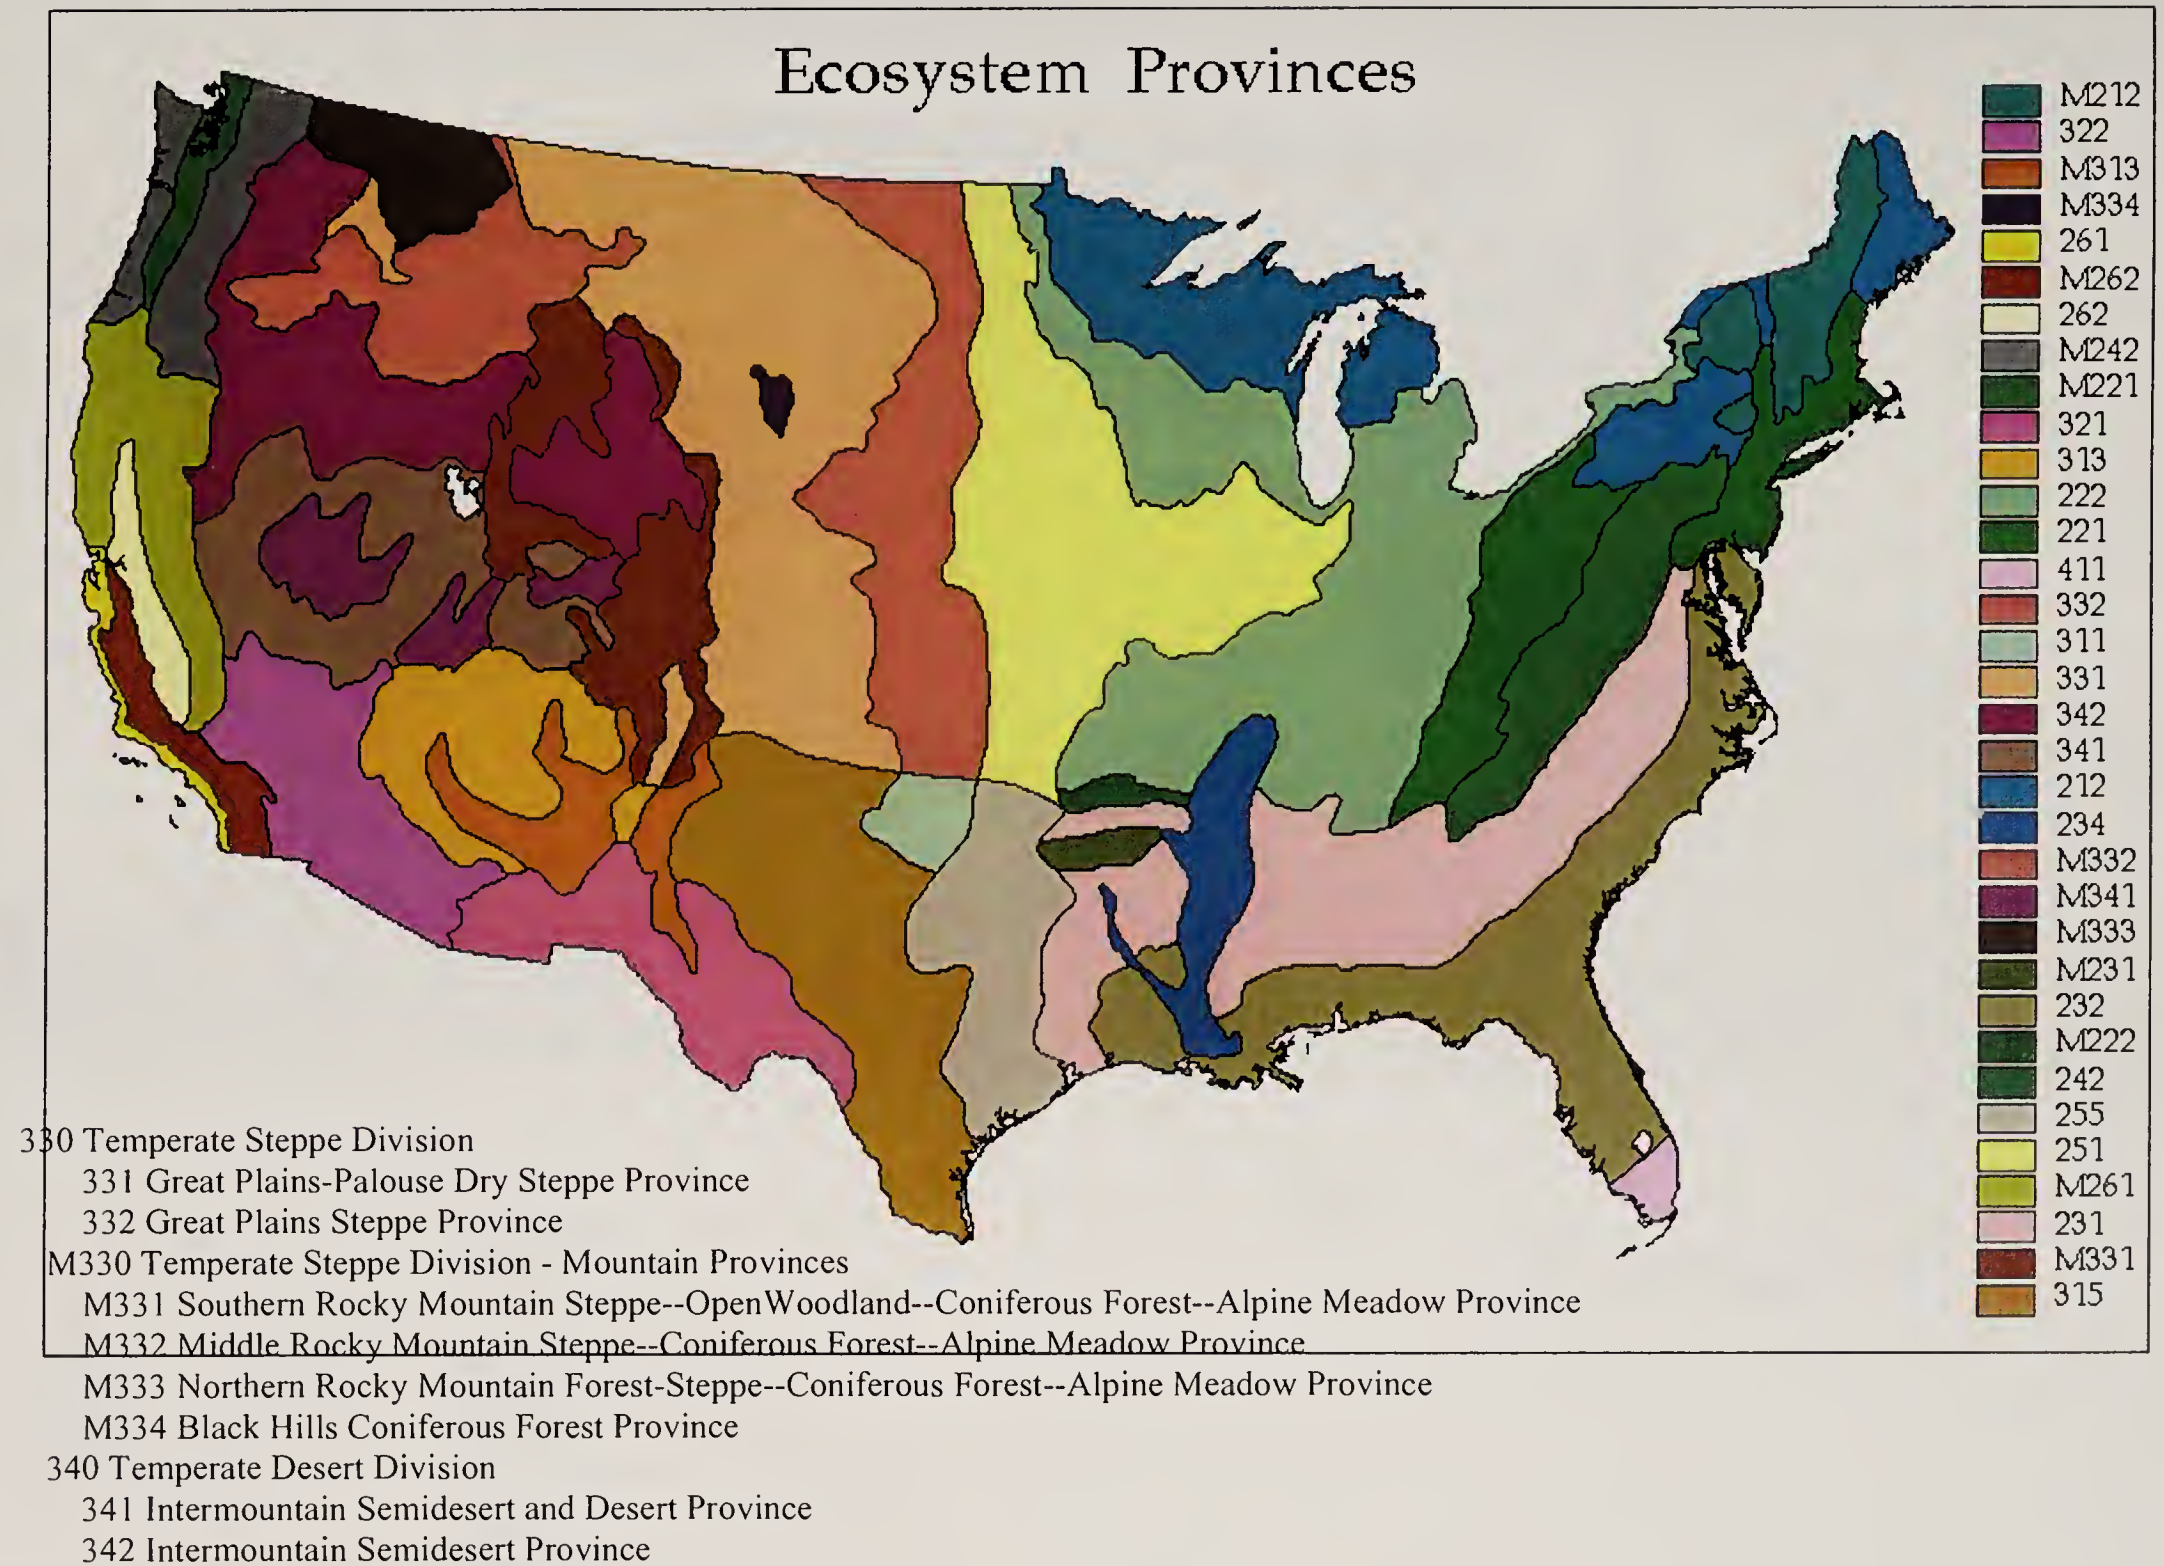 Ecosystem Provinces
M212
322
M313
M334
261
M262
262
M242
M221
321
313
222
221
411
332
311
331
342
341
212
234
M332
M341
M333
M231
232
M222
242
255
251
M261
231
M331
315
330 Temperate Steppe Division
331 Great Plains-Palouse Dry Steppe Province
332 Great Plains Steppe Province
M330 Temperate Steppe Division - Mountain Provinces
M331 Southern Rocky Mountain Steppe--OpenWoodland--Coniferous Forest--Alpine Meadow Province
M332 Middle Rocky Mountain Steppe--Coniferous Forest--Alpine Meadow Province
M333 Northern Rocky Mountain Forest-Steppe--Coniferous Forest--Alpine Meadow Province
M334 Black Hills Coniferous Forest Province
340 Temperate Desert Division
341 Intermountain Semidesert and Desert Province
342 Intermountain Semidesert Province